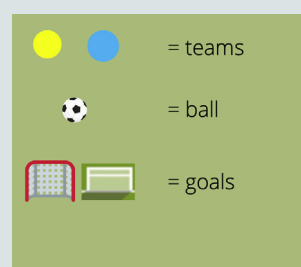 = teams
= ball
= goals